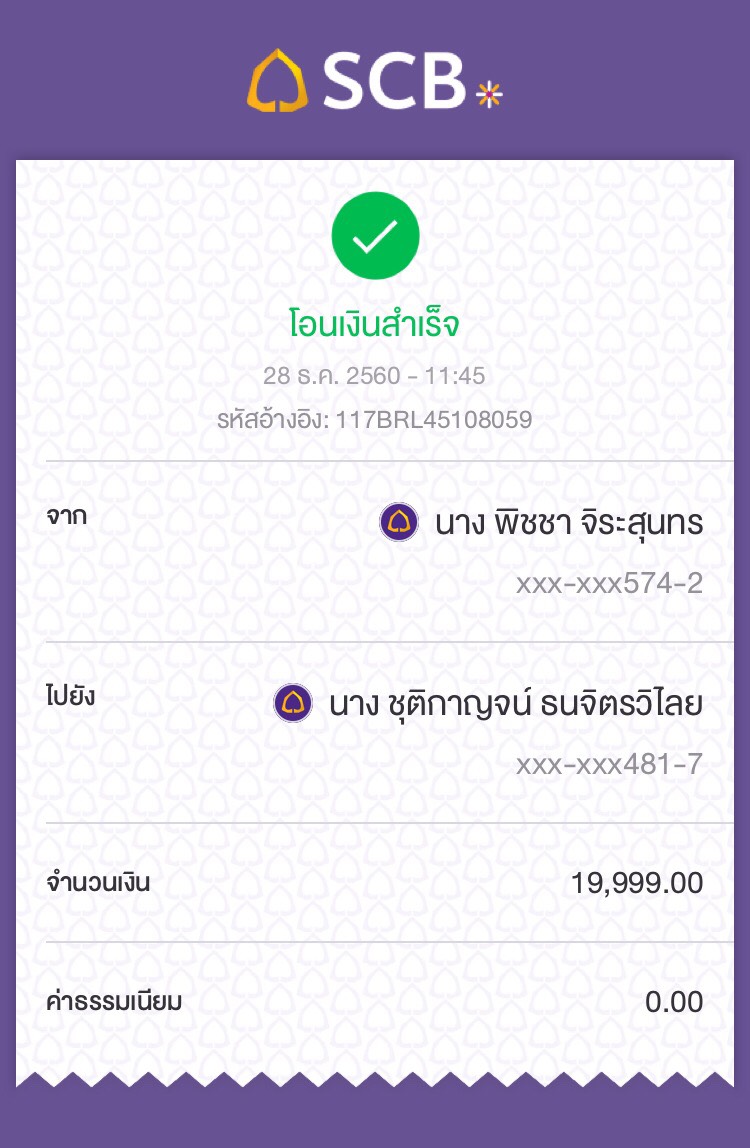 SCB
โอนเงินสำเร็จ
28 ธ.ค. 2560 - 11:45
รหัสอ้างอิง: 117BRL45108059
จาก
นาง พิชชา จิระสุนทร
xxx-xxx574-2
ไปยัง
นาง ชุติกาญจน์ ธนจิตรวิไลย
xxx-xxx481-7
จำนวนเงิน 19,999.00
ค่าธรรมเนียม 0.00